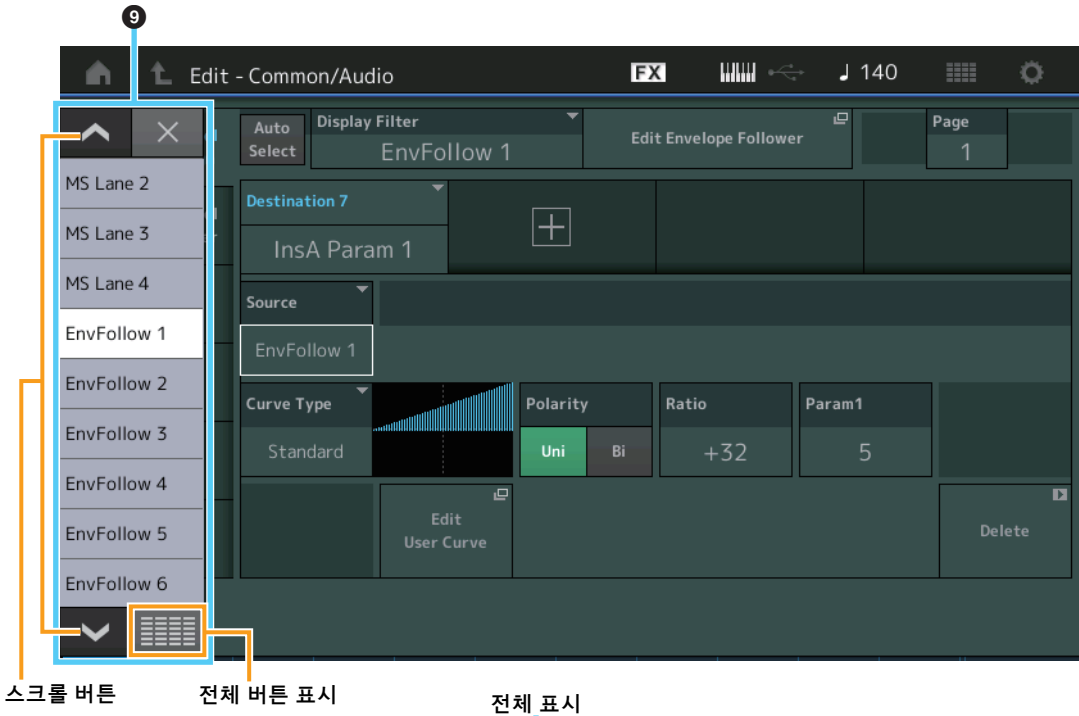 9
Edit - Common/Audio
FX
♩ 140
Auto
Select
Display Filter
EnvFollow 1
Edit Envelope Follower
Page
1
MS Lane 2
MS Lane 3
MS Lane 4
EnvFollow 1
EnvFollow 2
EnvFollow 3
EnvFollow 4
EnvFollow 5
EnvFollow 6
Destination 7
InsA Param 1
Source
EnvFollow 1
Curve Type
Standard
Polarity
Uni
Bi
Ratio
+32
Param1
5
Edit
User Curve
Delete
스크롤 버튼
전체 버튼 표시
전체 표시